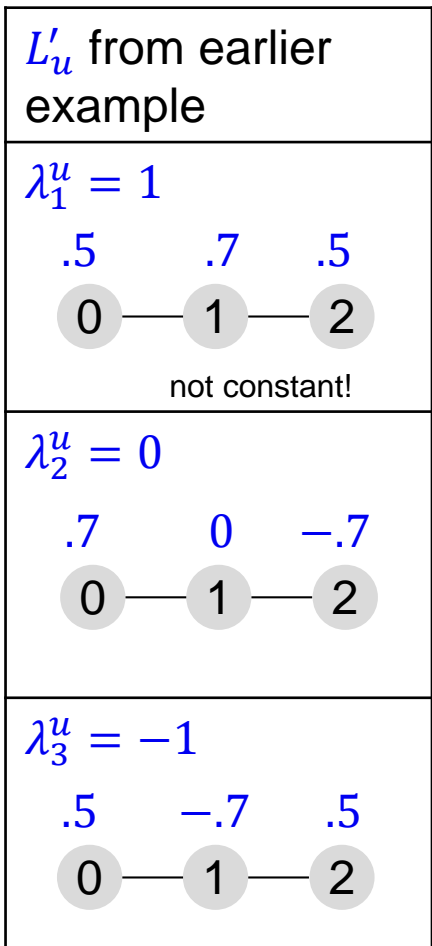 L′ᵤ from earlier
example
λ₁ᵘ = 1
.5 .7 .5
0 1 2
not constant!
λ₂ᵘ = 0
.7 0 −.7
0 1 2
λ₃ᵘ = −1
.5 −.7 .5
0 1 2